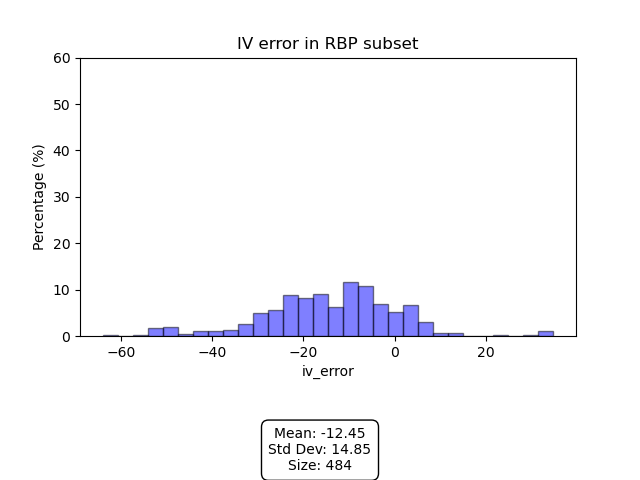 IV error in RBP subset
60
50
40
30
20
10
0
Percentage (%)
−60
−40
−20
0
20
iv_error
Mean: -12.45
Std Dev: 14.85
Size: 484